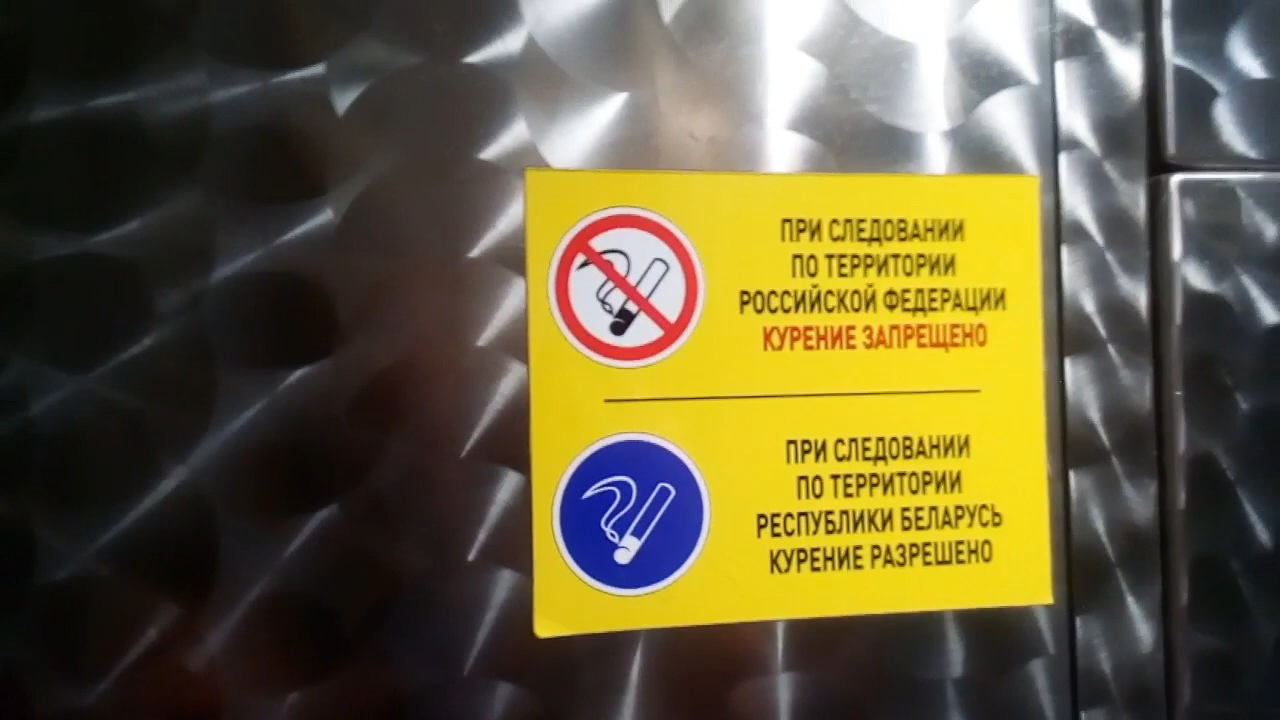 ПРИ СЛЕДОВАНИИ
ПО ТЕРРИТОРИИ
РОССИЙСКОЙ ФЕДЕРАЦИИ
КУРЕНИЕ ЗАПРЕЩЕНО
ПРИ СЛЕДОВАНИИ
ПО ТЕРРИТОРИИ
РЕСПУБЛИКИ БЕЛАРУСЬ
КУРЕНИЕ РАЗРЕШЕНО